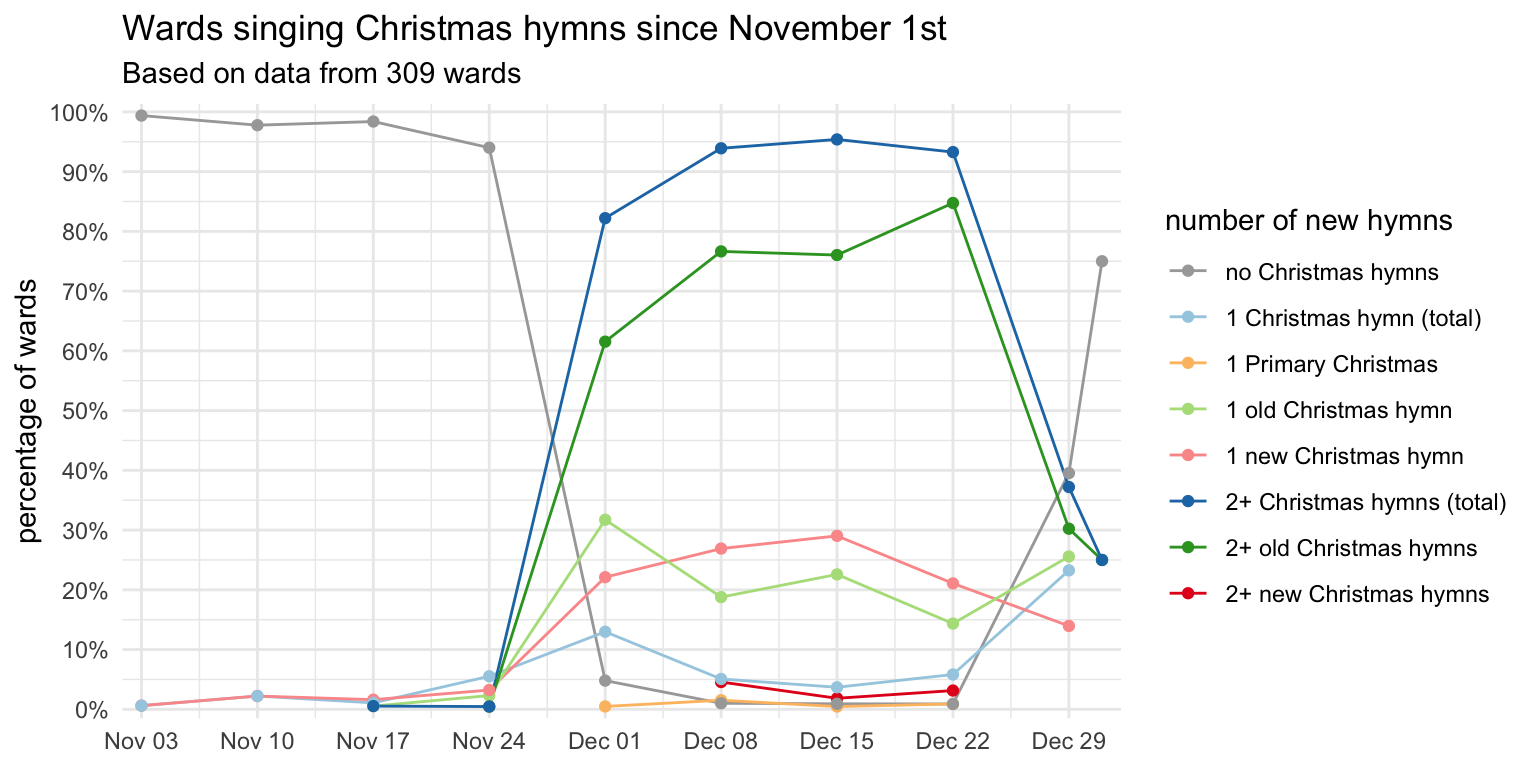 Wards singing Christmas hymns since November 1st
Based on data from 309 wards
percentage of wards
100%
90%
80%
70%
60%
50%
40%
30%
20%
10%
0%
Nov 03
Nov 10
Nov 17
Nov 24
Dec 01
Dec 08
Dec 15
Dec 22
Dec 29
number of new hymns
no Christmas hymns
1 Christmas hymn (total)
1 Primary Christmas
1 old Christmas hymn
1 new Christmas hymn
2+ Christmas hymns (total)
2+ old Christmas hymns
2+ new Christmas hymns